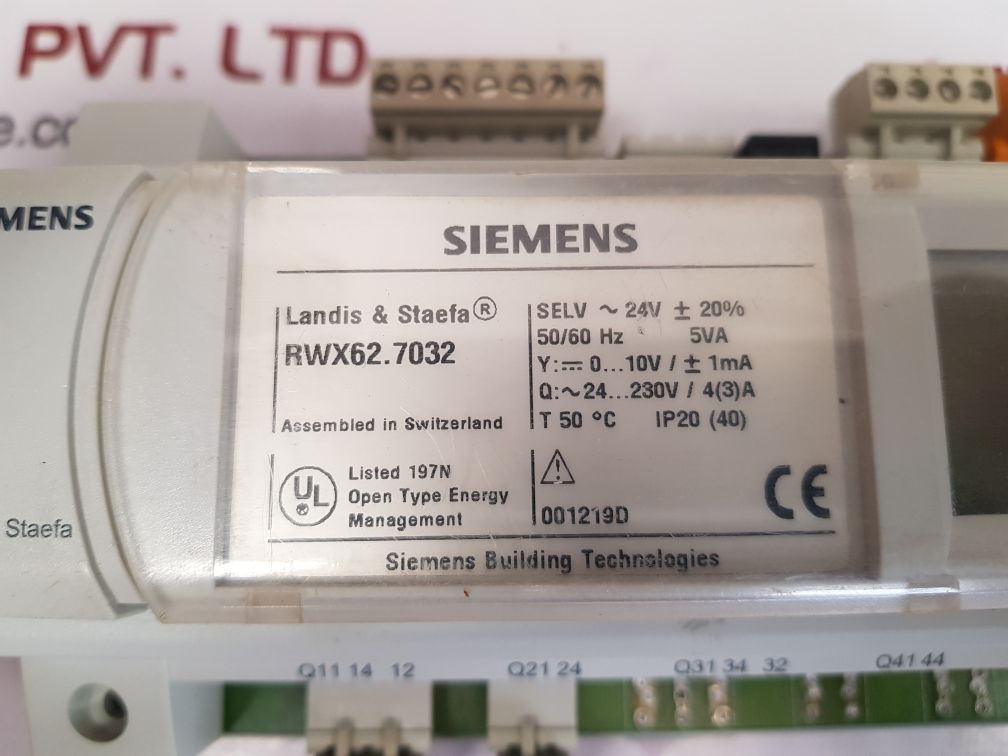 PVT. LTD
MENS
SIEMENS
Landis & Staefa®
RWX62.7032
Assembled in Switzerland
SELV ~ 24V ± 20%
50/60 Hz 5VA
Y:⎓ 0...10V / ± 1mA
Q:~24...230V / 4(3)A
T 50 °C IP20 (40)
UL
Listed 197N
Open Type Energy
Management
001219D
CE
Siemens Building Technologies
Staefa
Q11 14 12
Q21 24
Q31 34 32
Q41 44